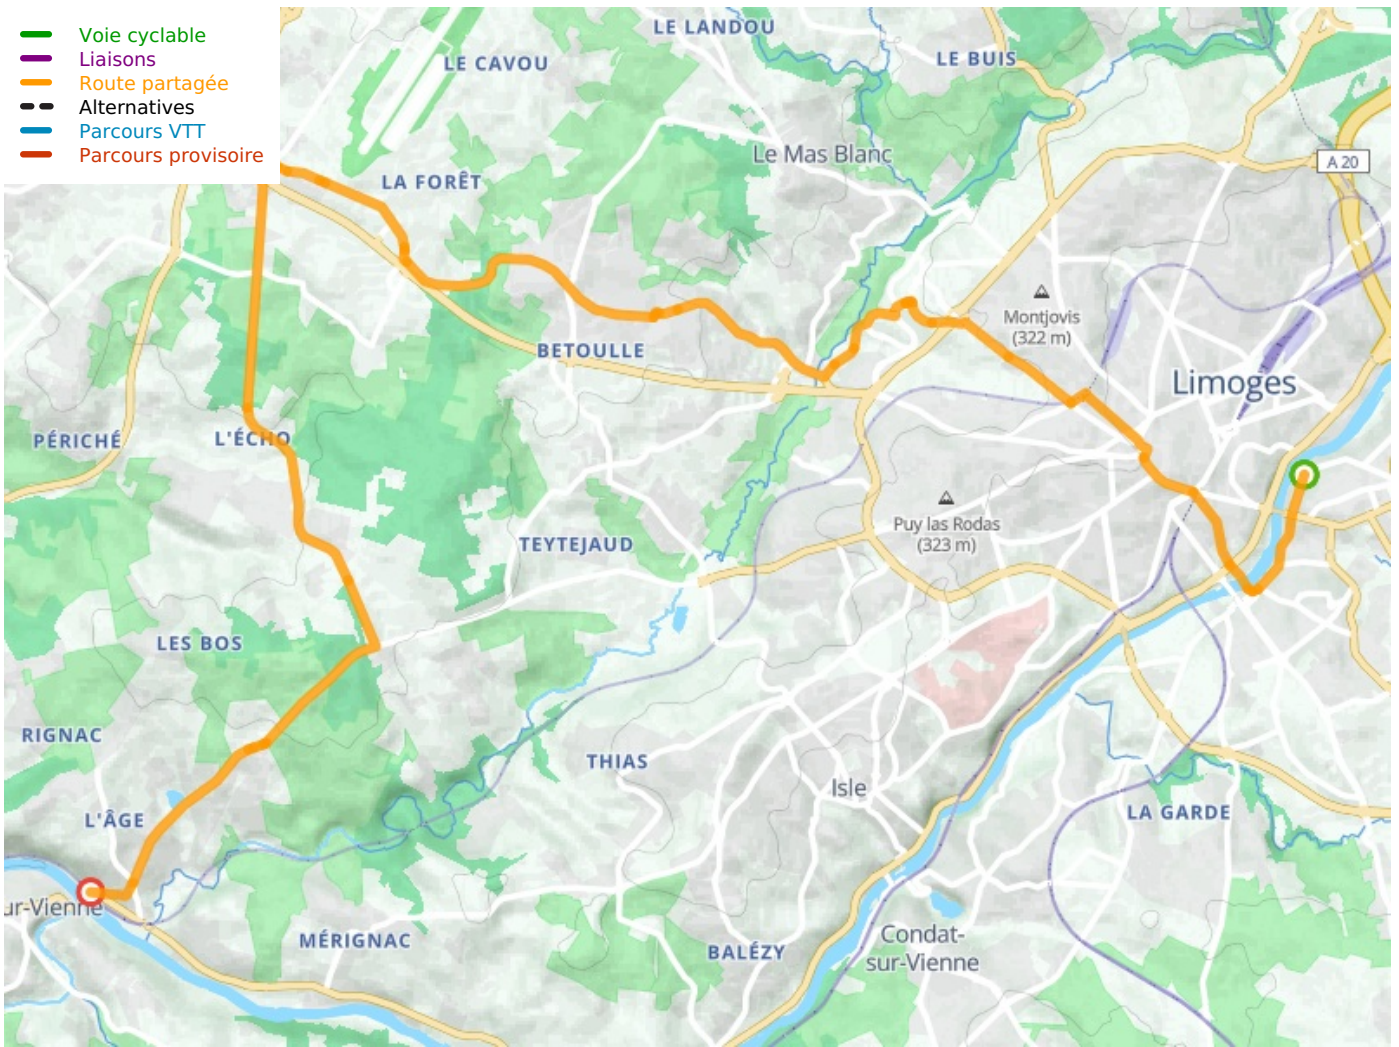 Voie cyclable
Liaisons
Route partagée
Alternatives
Parcours VTT
Parcours provisoire
LE LANDOU
LE CAVOU
LE BUIS
Le Mas Blanc
A 20
LA FORÊT
Montjovis
(322 m)
BETOULLE
Limoges
PÉRICHÉ
L'ÉCHO
Puy las Rodas
(323 m)
TEYTEJAUD
LES BOS
RIGNAC
THIAS
Isle
L'ÂGE
LA GARDE
ur-Vienne
MÉRIGNAC
BALÉZY
Condat-
sur-Vienne